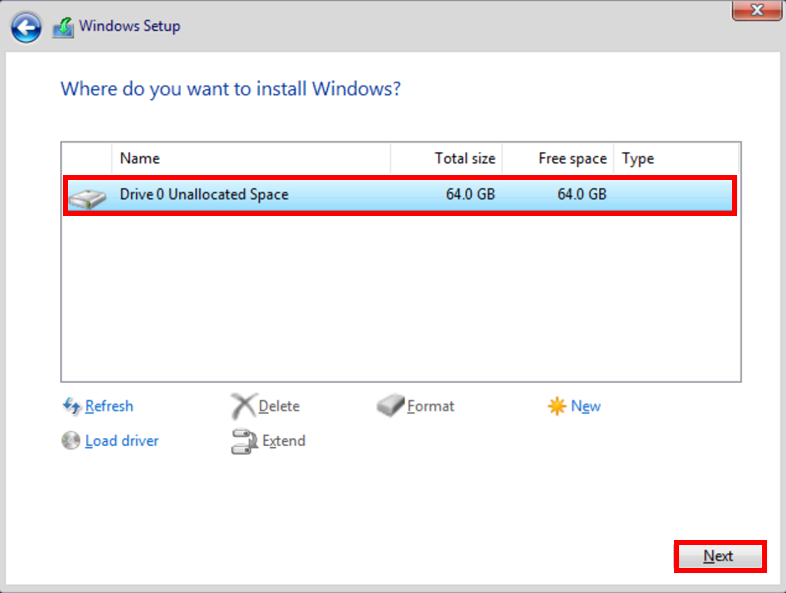 Windows Setup
Where do you want to install Windows?
Name Total size Free space Type
Drive 0 Unallocated Space 64.0 GB 64.0 GB
Refresh Delete Format New
Load driver Extend
Next